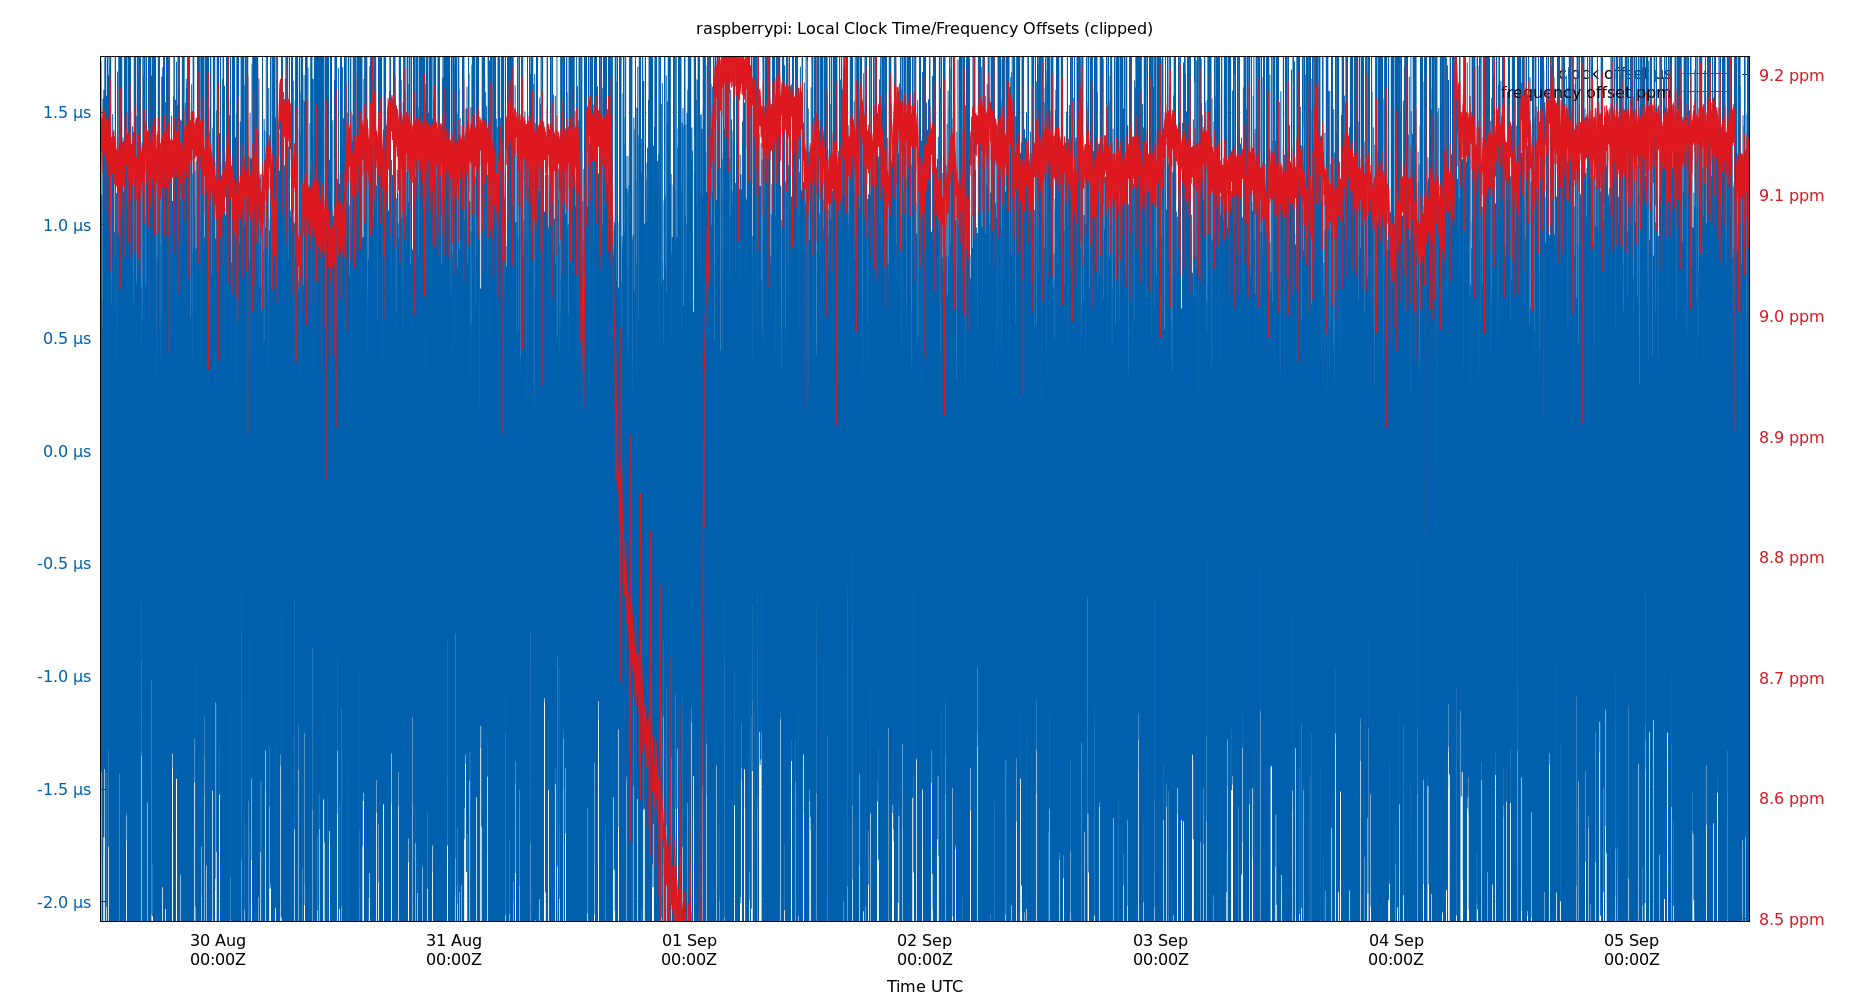 raspberrypi: Local Clock Time/Frequency Offsets (clipped)
clock offset µs
frequency offset ppm
1.5 µs
1.0 µs
0.5 µs
0.0 µs
-0.5 µs
-1.0 µs
-1.5 µs
-2.0 µs
9.2 ppm
9.1 ppm
9.0 ppm
8.9 ppm
8.8 ppm
8.7 ppm
8.6 ppm
8.5 ppm
30 Aug
00:00Z
31 Aug
00:00Z
01 Sep
00:00Z
02 Sep
00:00Z
03 Sep
00:00Z
04 Sep
00:00Z
05 Sep
00:00Z
Time UTC